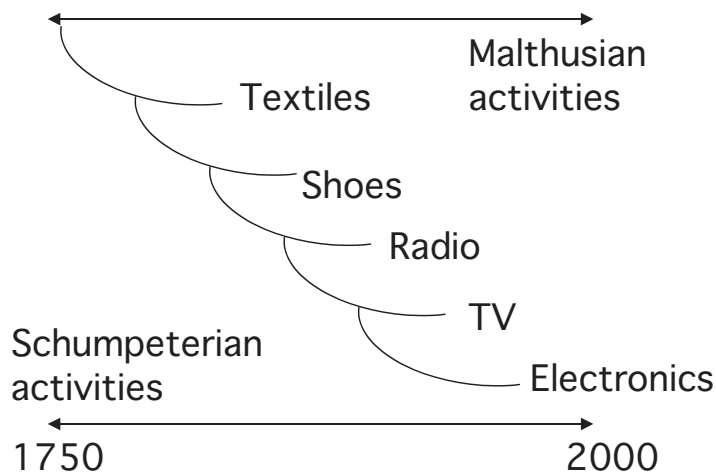 Malthusian
activities
Textiles
Shoes
Radio
TV
Schumpeterian
activities
Electronics
1750
2000